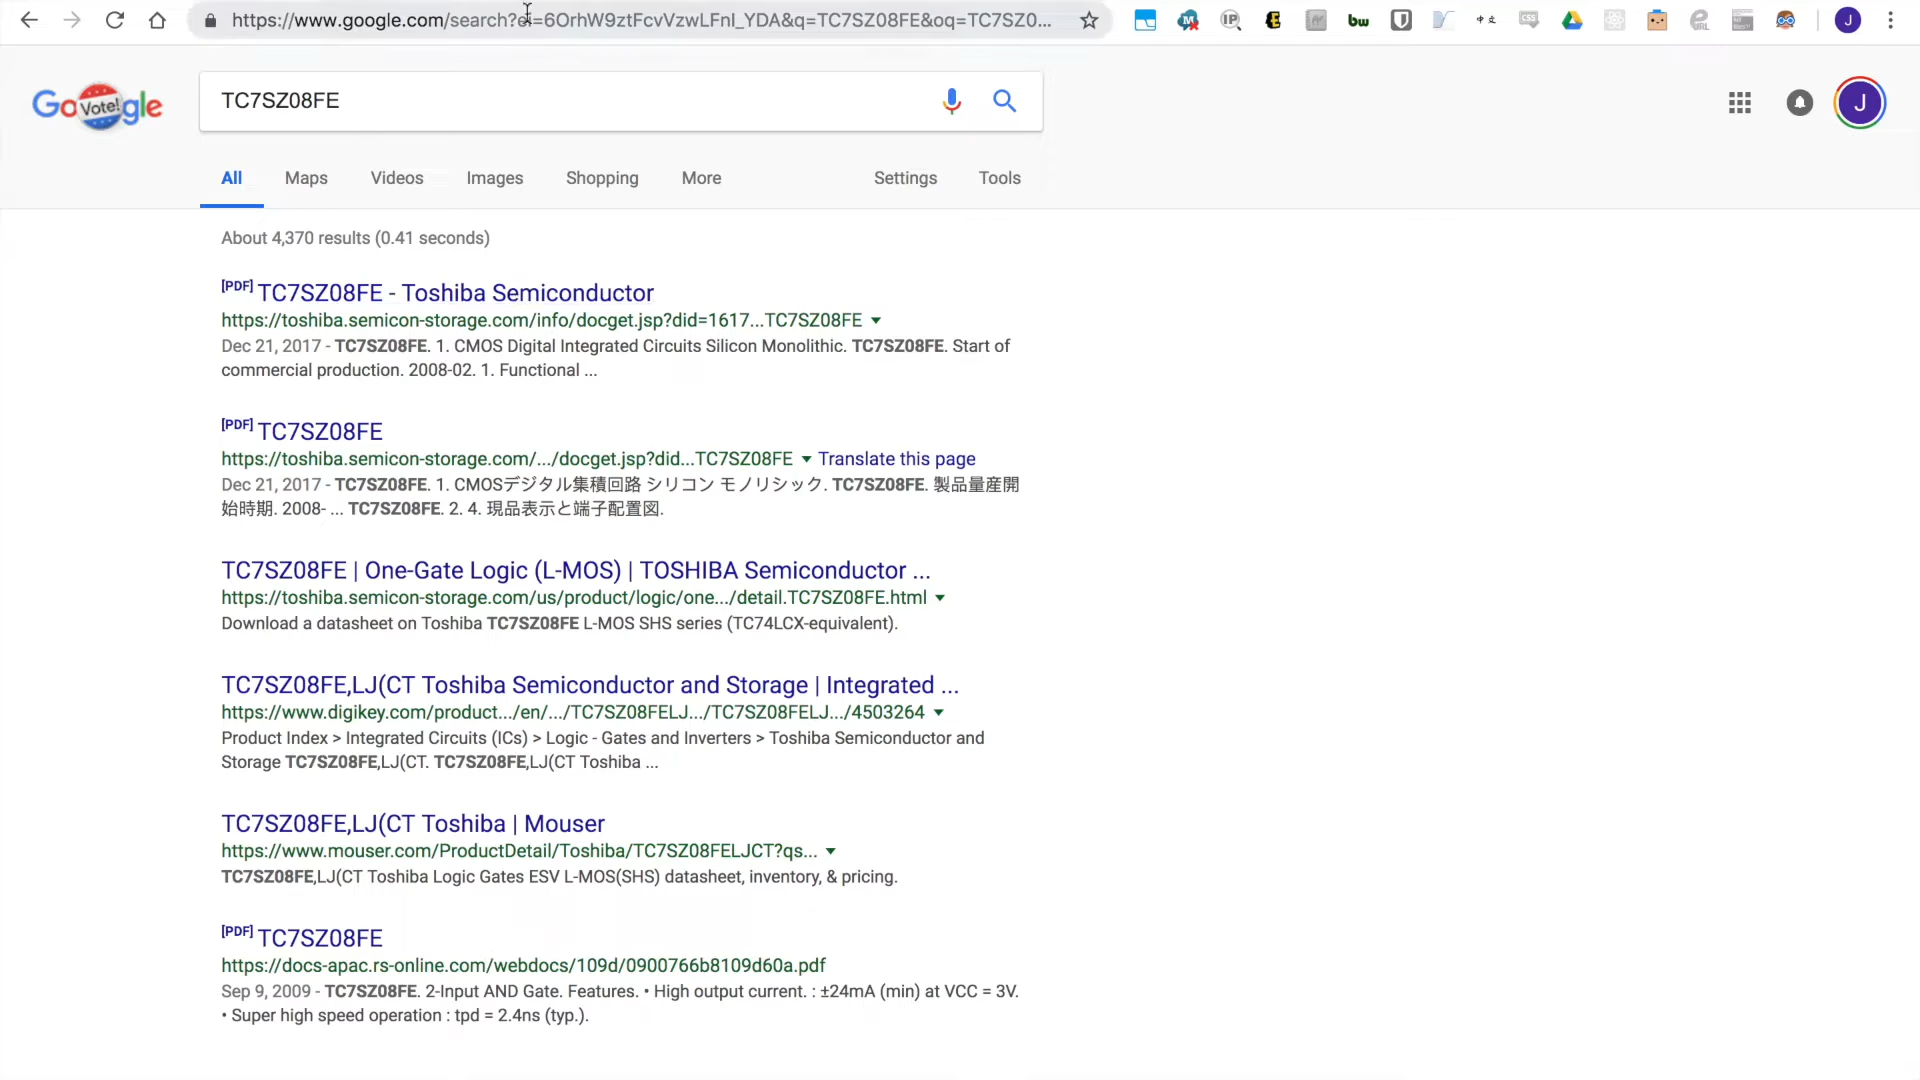 https://www.google.com/search?ei=6OrhW9ztFcvVzwLFnI_YDA&q=TC7SZ08FE&oq=TC7SZ0...
IP
bw
CSS
URL
J
Go Vote! gle
TC7SZ08FE
J
All Maps Videos Images Shopping More Settings Tools
About 4,370 results (0.41 seconds)
[PDF] TC7SZ08FE - Toshiba Semiconductor
https://toshiba.semicon-storage.com/info/docget.jsp?did=1617...TC7SZ08FE
Dec 21, 2017 - TC7SZ08FE. 1. CMOS Digital Integrated Circuits Silicon Monolithic. TC7SZ08FE. Start of
commercial production. 2008-02. 1. Functional ...
[PDF] TC7SZ08FE
https://toshiba.semicon-storage.com/.../docget.jsp?did...TC7SZ08FE Translate this page
Dec 21, 2017 - TC7SZ08FE. 1. CMOSデジタル集積回路 シリコン モノリシック. TC7SZ08FE. 製品量産開
始時期. 2008- ... TC7SZ08FE. 2. 4. 現品表示と端子配置図.
TC7SZ08FE | One-Gate Logic (L-MOS) | TOSHIBA Semiconductor ...
https://toshiba.semicon-storage.com/us/product/logic/one.../detail.TC7SZ08FE.html
Download a datasheet on Toshiba TC7SZ08FE L-MOS SHS series (TC74LCX-equivalent).
TC7SZ08FE,LJ(CT Toshiba Semiconductor and Storage | Integrated ...
https://www.digikey.com/product.../en/.../TC7SZ08FELJ.../TC7SZ08FELJ.../4503264
Product Index > Integrated Circuits (ICs) > Logic - Gates and Inverters > Toshiba Semiconductor and
Storage TC7SZ08FE,LJ(CT. TC7SZ08FE,LJ(CT Toshiba ...
TC7SZ08FE,LJ(CT Toshiba | Mouser
https://www.mouser.com/ProductDetail/Toshiba/TC7SZ08FELJCT?qs...
TC7SZ08FE,LJ(CT Toshiba Logic Gates ESV L-MOS(SHS) datasheet, inventory, & pricing.
[PDF] TC7SZ08FE
https://docs-apac.rs-online.com/webdocs/109d/0900766b8109d60a.pdf
Sep 9, 2009 - TC7SZ08FE. 2-Input AND Gate. Features. • High output current. : ±24mA (min) at VCC = 3V.
• Super high speed operation : tpd = 2.4ns (typ.).